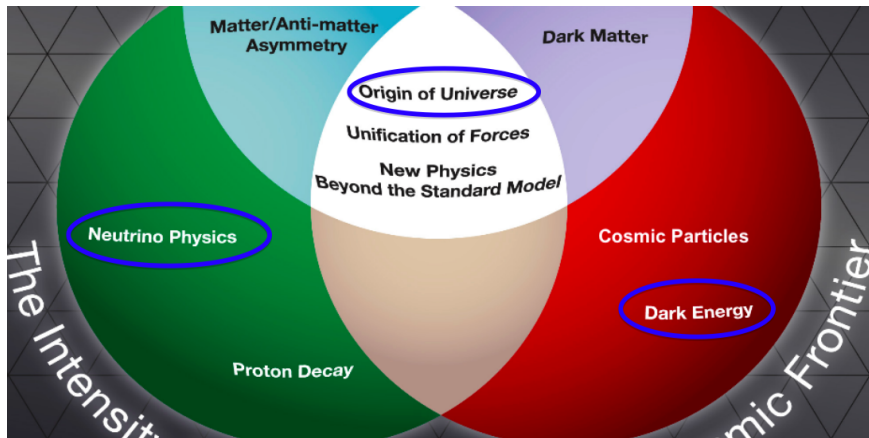 Matter/Anti-matter
Asymmetry
Dark Matter
Origin of Universe
Unification of Forces
New Physics
Beyond the Standard Model
Neutrino Physics
Cosmic Particles
Dark Energy
Proton Decay
The Intensity
mic Frontier